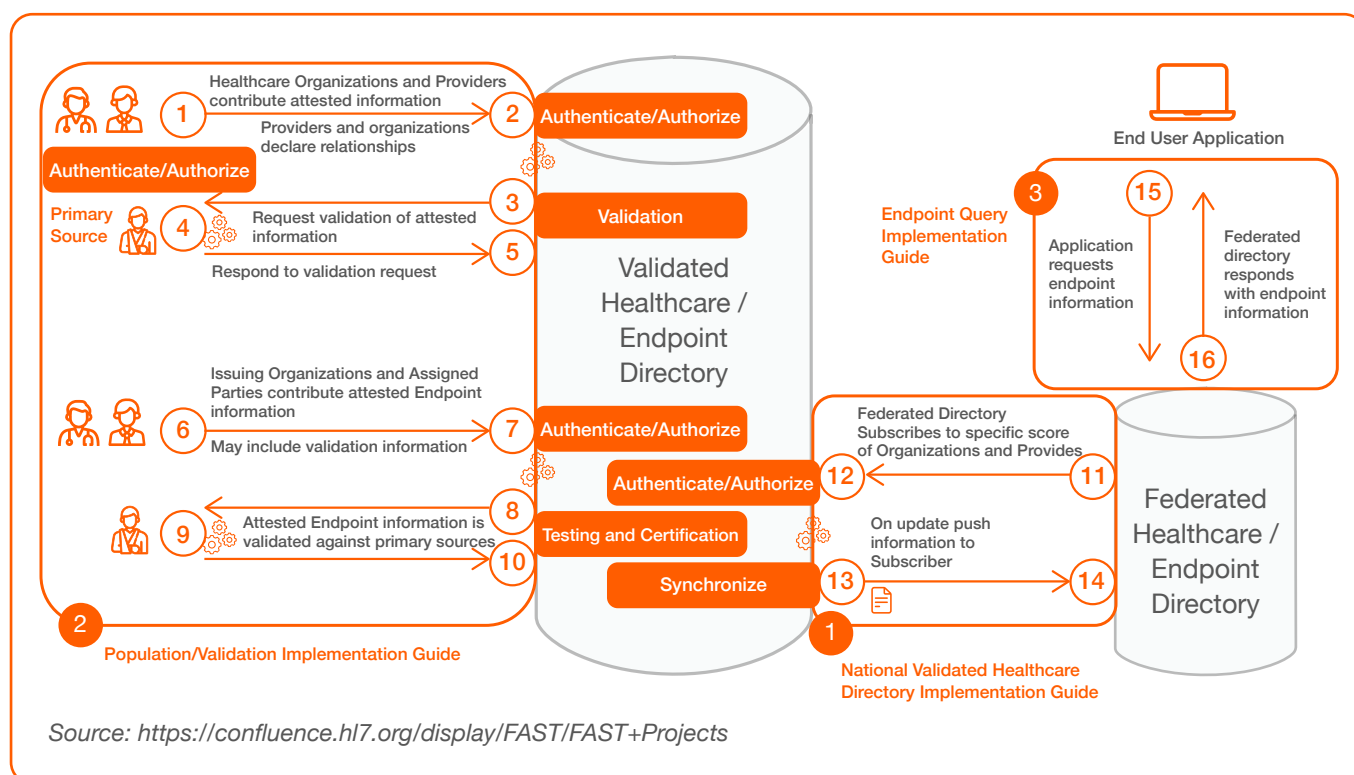 Healthcare Organizations and Providers
contribute attested information
1
2
Authenticate/Authorize
Providers and organizations
declare relationships
Authenticate/Authorize
Primary
Source
4
3
Request validation of attested
information
5
Validation
Respond to validation request
Validated
Healthcare /
Endpoint
Directory
Issuing Organizations and Assigned
Parties contribute attested Endpoint
information
6
7
Authenticate/Authorize
May include validation information
9
8
Attested Endpoint information is
validated against primary sources
10
Testing and Certification
2
Population/Validation Implementation Guide
End User Application
3
Endpoint Query
Implementation
Guide
15
Application
requests
endpoint
information
Federated
directory
responds
with endpoint
information
16
Federated Directory
Subscribes to specific score
of Organizations and Provides
Authenticate/Authorize
12
11
On update push
information to
Subscriber
Synchronize
13
14
Federated
Healthcare /
Endpoint
Directory
1
National Validated Healthcare
Directory Implementation Guide
Source: https://confluence.hl7.org/display/FAST/FAST+Projects